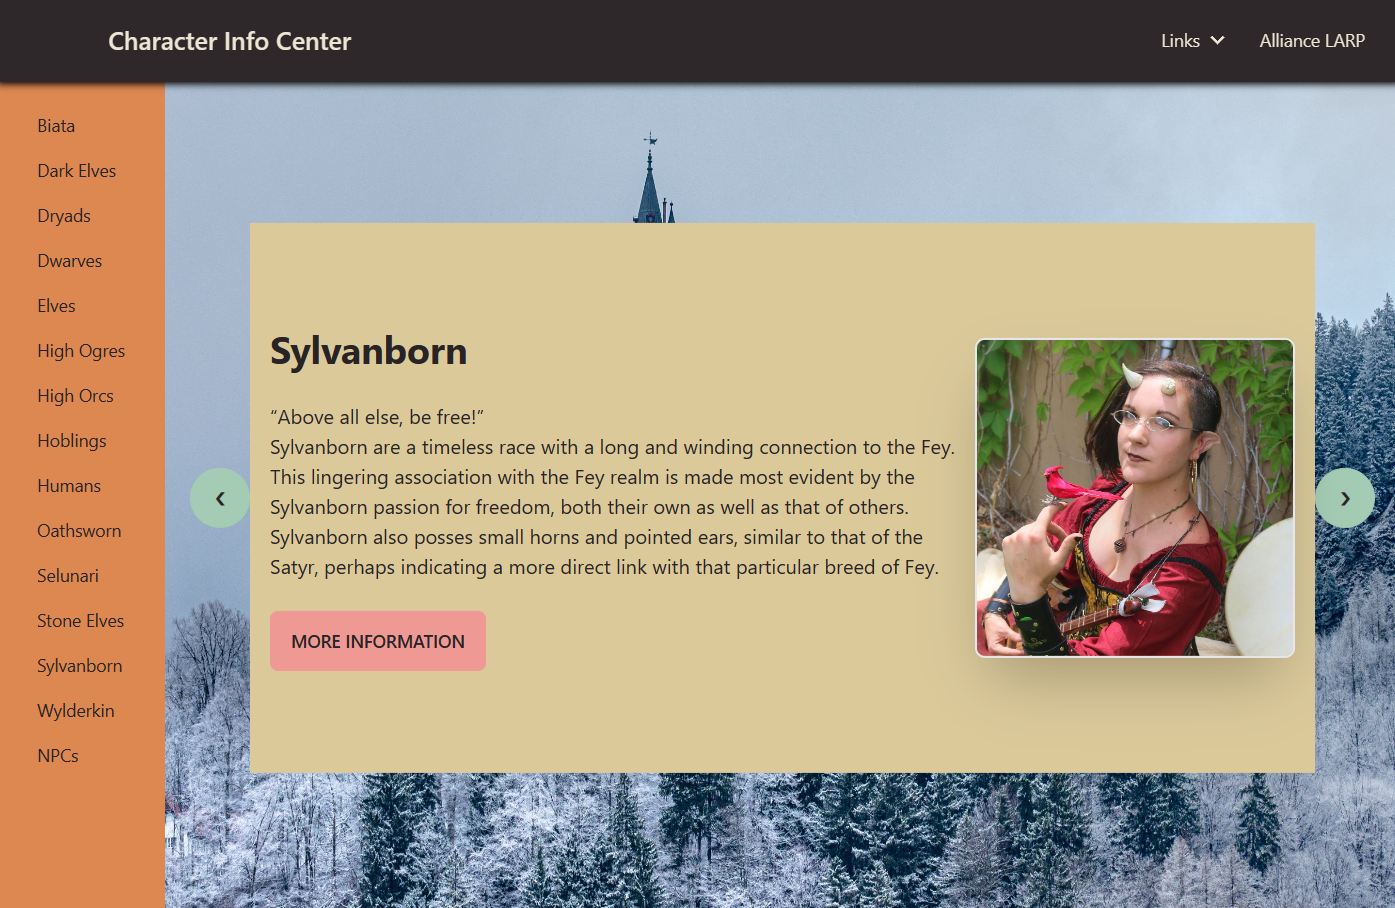 Character Info Center
Links
Alliance LARP
Biata
Dark Elves
Dryads
Dwarves
Elves
High Ogres
High Orcs
Hoblings
Humans
Oathsworn
Selunari
Stone Elves
Sylvanborn
Wylderkin
NPCs
Sylvanborn
“Above all else, be free!”
Sylvanborn are a timeless race with a long and winding connection to the Fey.
This lingering association with the Fey realm is made most evident by the
Sylvanborn passion for freedom, both their own as well as that of others.
Sylvanborn also posses small horns and pointed ears, similar to that of the
Satyr, perhaps indicating a more direct link with that particular breed of Fey.
MORE INFORMATION